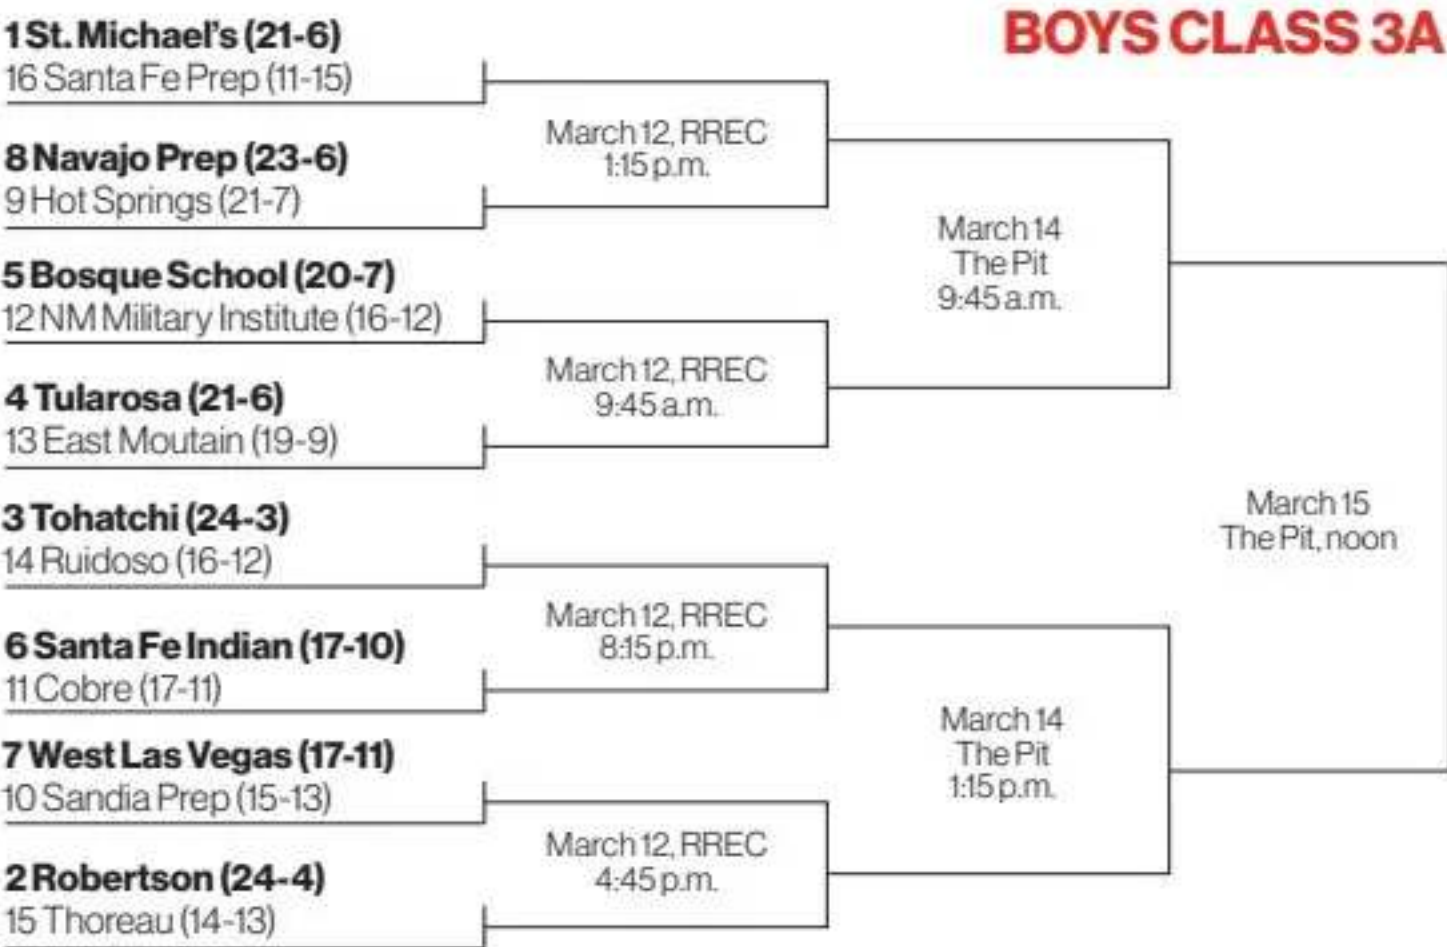 BOYS CLASS 3A
1 St. Michael's (21-6)
16 Santa Fe Prep (11-15)
8 Navajo Prep (23-6)
9 Hot Springs (21-7)
5 Bosque School (20-7)
12 NM Military Institute (16-12)
4 Tularosa (21-6)
13 East Moutain (19-9)
3 Tohatchi (24-3)
14 Ruidoso (16-12)
6 Santa Fe Indian (17-10)
11 Cobre (17-11)
7 West Las Vegas (17-11)
10 Sandia Prep (15-13)
2 Robertson (24-4)
15 Thoreau (14-13)
March 12, RREC
1:15 p.m.
March 12, RREC
9:45 a.m.
March 12, RREC
8:15 p.m.
March 12, RREC
4:45 p.m.
March 14
The Pit
9:45 a.m.
March 14
The Pit
1:15 p.m.
March 15
The Pit, noon